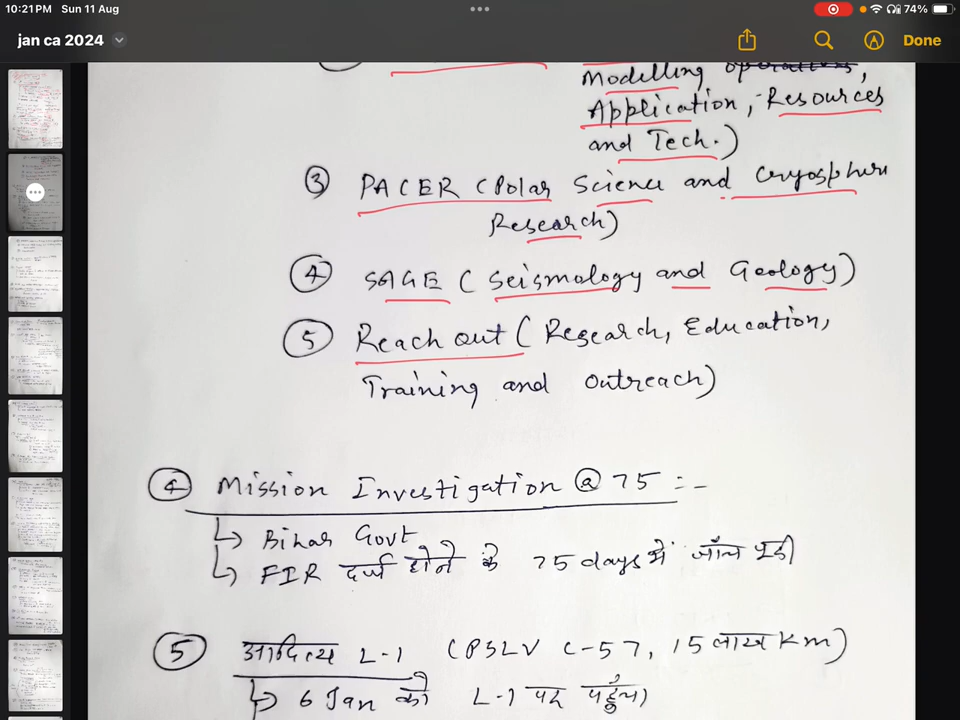 10:21 PM Sun 11 Aug
74%
jan ca 2024
Done
Modelling operations,
Application, Resources
and Tech.)
③ PACER (Polar Science and Cryosphere
Research)
④ SAGE (Seismology and Geology)
⑤ Reach out (Research, Education,
Training and Outreach)
④ Mission Investigation @ 75 :-
↳ Bihar Govt
↳ FIR दर्ज होने के 75 days में जाँच पूरी
⑤ आदित्य L-1 (PSLV C-57, 15 लाख Km)
↳ 6 Jan को L-1 पर पहुँचा